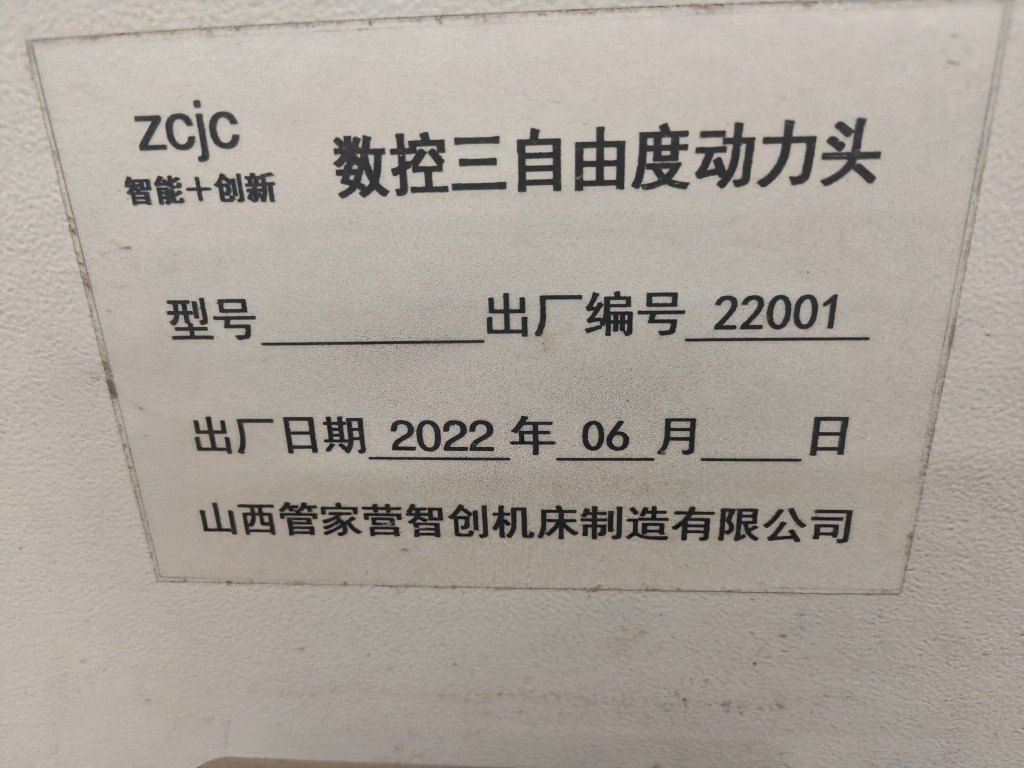 zcjc
智能+创新
数控三自由度动力头
型号 出厂编号 22001
出厂日期 2022 年 06 月 日
山西管家营智创机床制造有限公司